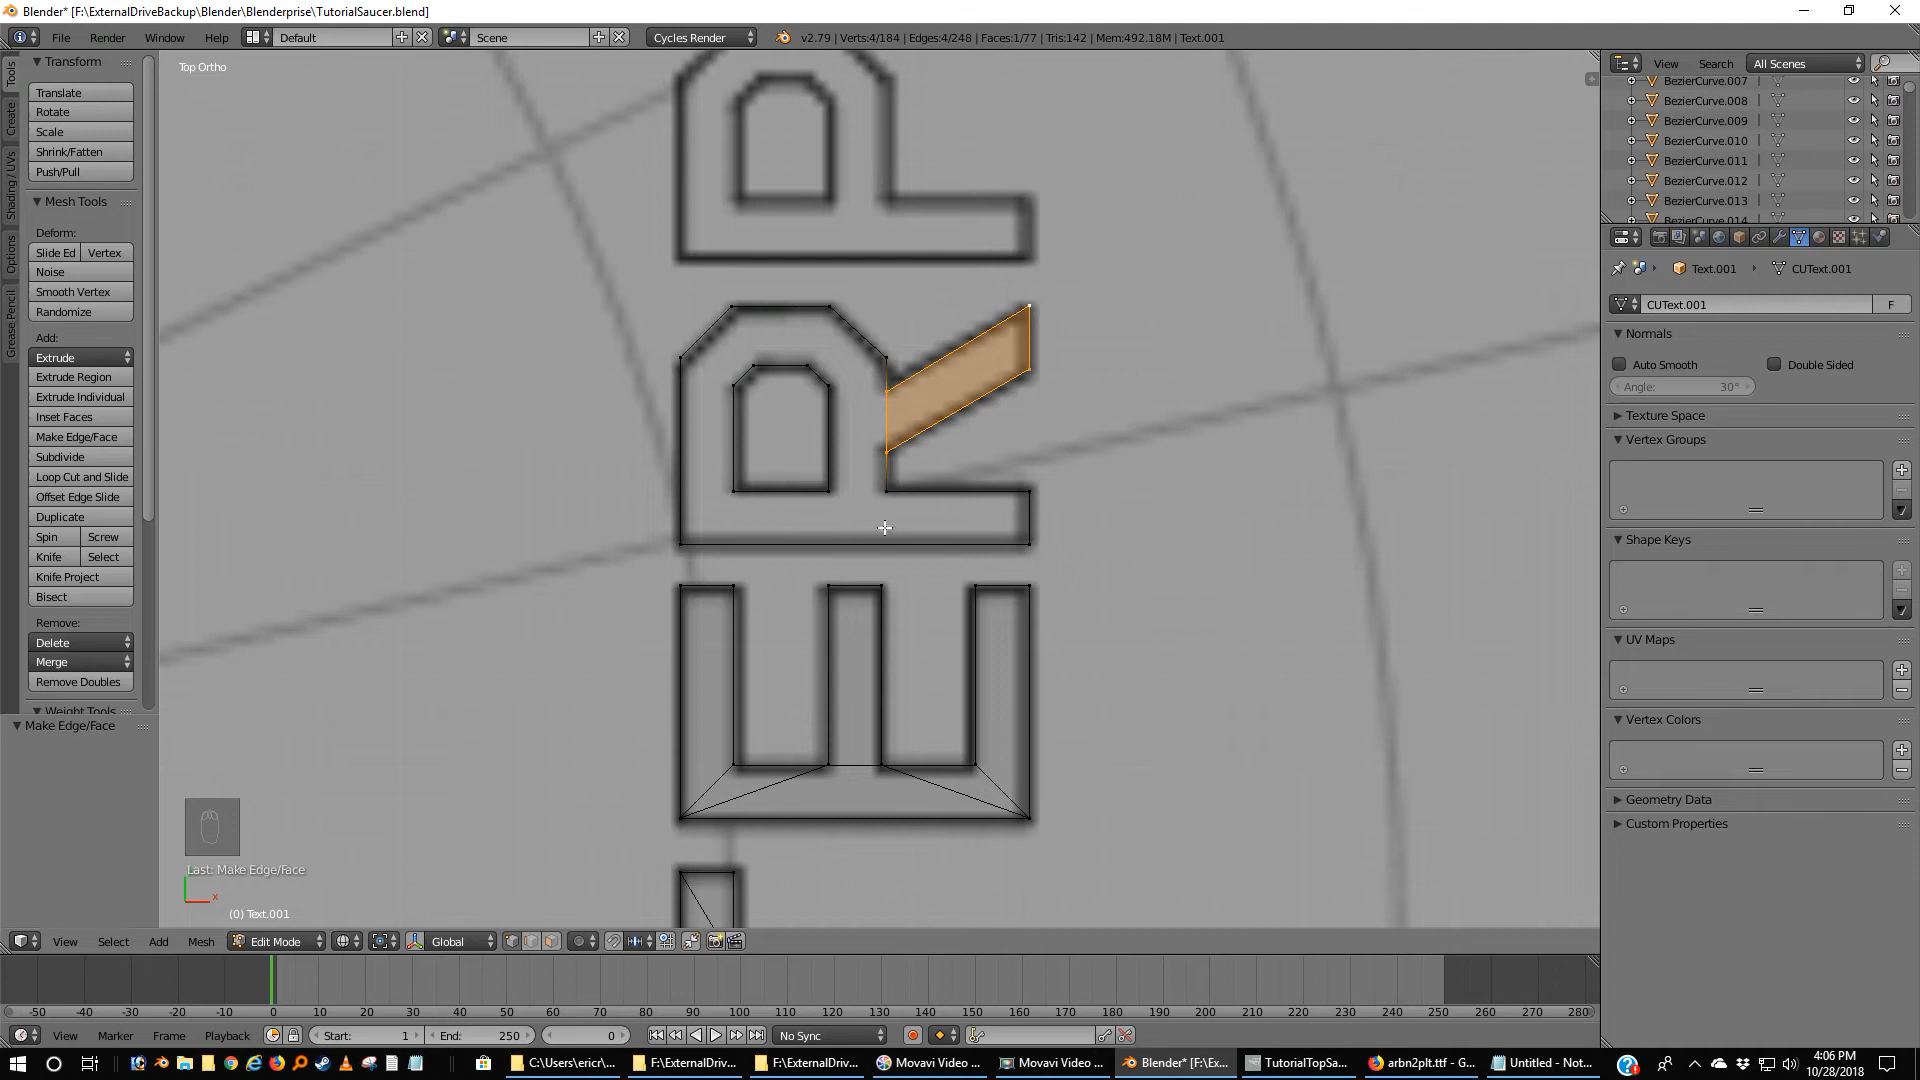 Blender* [F:\ExternalDriveBackup\Blender\Blenderprise\TutorialSaucer.blend]
File Render Window Help Default Scene Cycles Render v2.79 | Verts:4/184 | Edges:4/248 | Faces:1/77 | Tris:142 | Mem:492.18M | Text.001
Tools
Create
Shading / UVs
Options
Grease Pencil
Transform
Translate
Rotate
Scale
Shrink/Fatten
Push/Pull
Mesh Tools
Deform:
Slide Ed Vertex
Noise
Smooth Vertex
Randomize
Add:
Extrude
Extrude Region
Extrude Individual
Inset Faces
Make Edge/Face
Subdivide
Loop Cut and Slide
Offset Edge Slide
Duplicate
Spin Screw
Knife Select
Knife Project
Bisect
Remove:
Delete
Merge
Remove Doubles
Weight Tools
Make Edge/Face
Top Ortho
P
R
E
Last: Make Edge/Face
x
(0) Text.001
View Search All Scenes
BezierCurve.007
BezierCurve.008
BezierCurve.009
BezierCurve.010
BezierCurve.011
BezierCurve.012
BezierCurve.013
BezierCurve.014
Text.001 CUText.001
CUText.001 F
Normals
Auto Smooth Double Sided
Angle: 30°
Texture Space
Vertex Groups
Shape Keys
UV Maps
Vertex Colors
Geometry Data
Custom Properties
View Select Add Mesh Edit Mode Global
-50 -40 -30 -20 -10 0 10 20 30 40 50 60 70 80 90 100 110 120 130 140 150 160 170 180 190 200 210 220 230 240 250 260 270 280
View Marker Frame Playback Start: 1 End: 250 0 No Sync
C:\Users\ericr\... F:\ExternalDriv... F:\ExternalDriv... Movavi Video ... Movavi Video ... Blender* [F:\Ex... TutorialTopSa... arbn2plt.ttf - G... Untitled - Not... 4:06 PM
10/28/2018